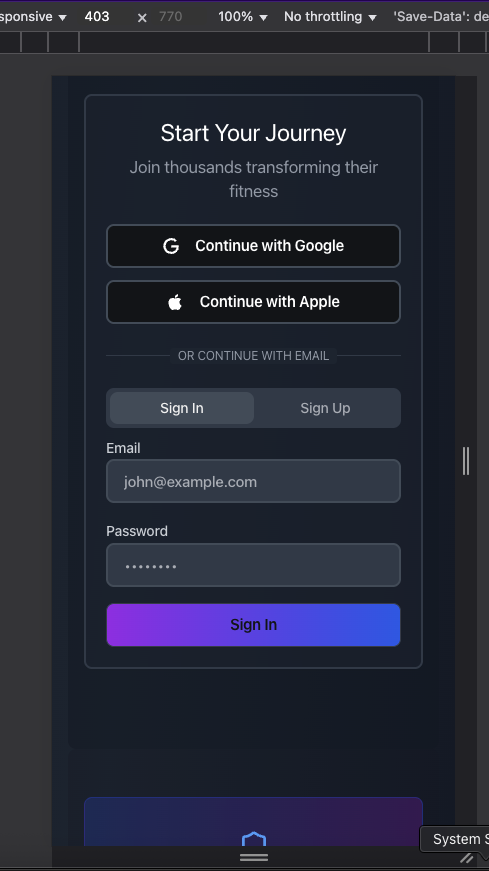 sponsive ▾ 403 × 770 100% ▾ No throttling ▾ 'Save-Data': de
Start Your Journey
Join thousands transforming their
fitness
Continue with Google
Continue with Apple
OR CONTINUE WITH EMAIL
Sign In Sign Up
Email
john@example.com
Password
••••••••
Sign In
System S